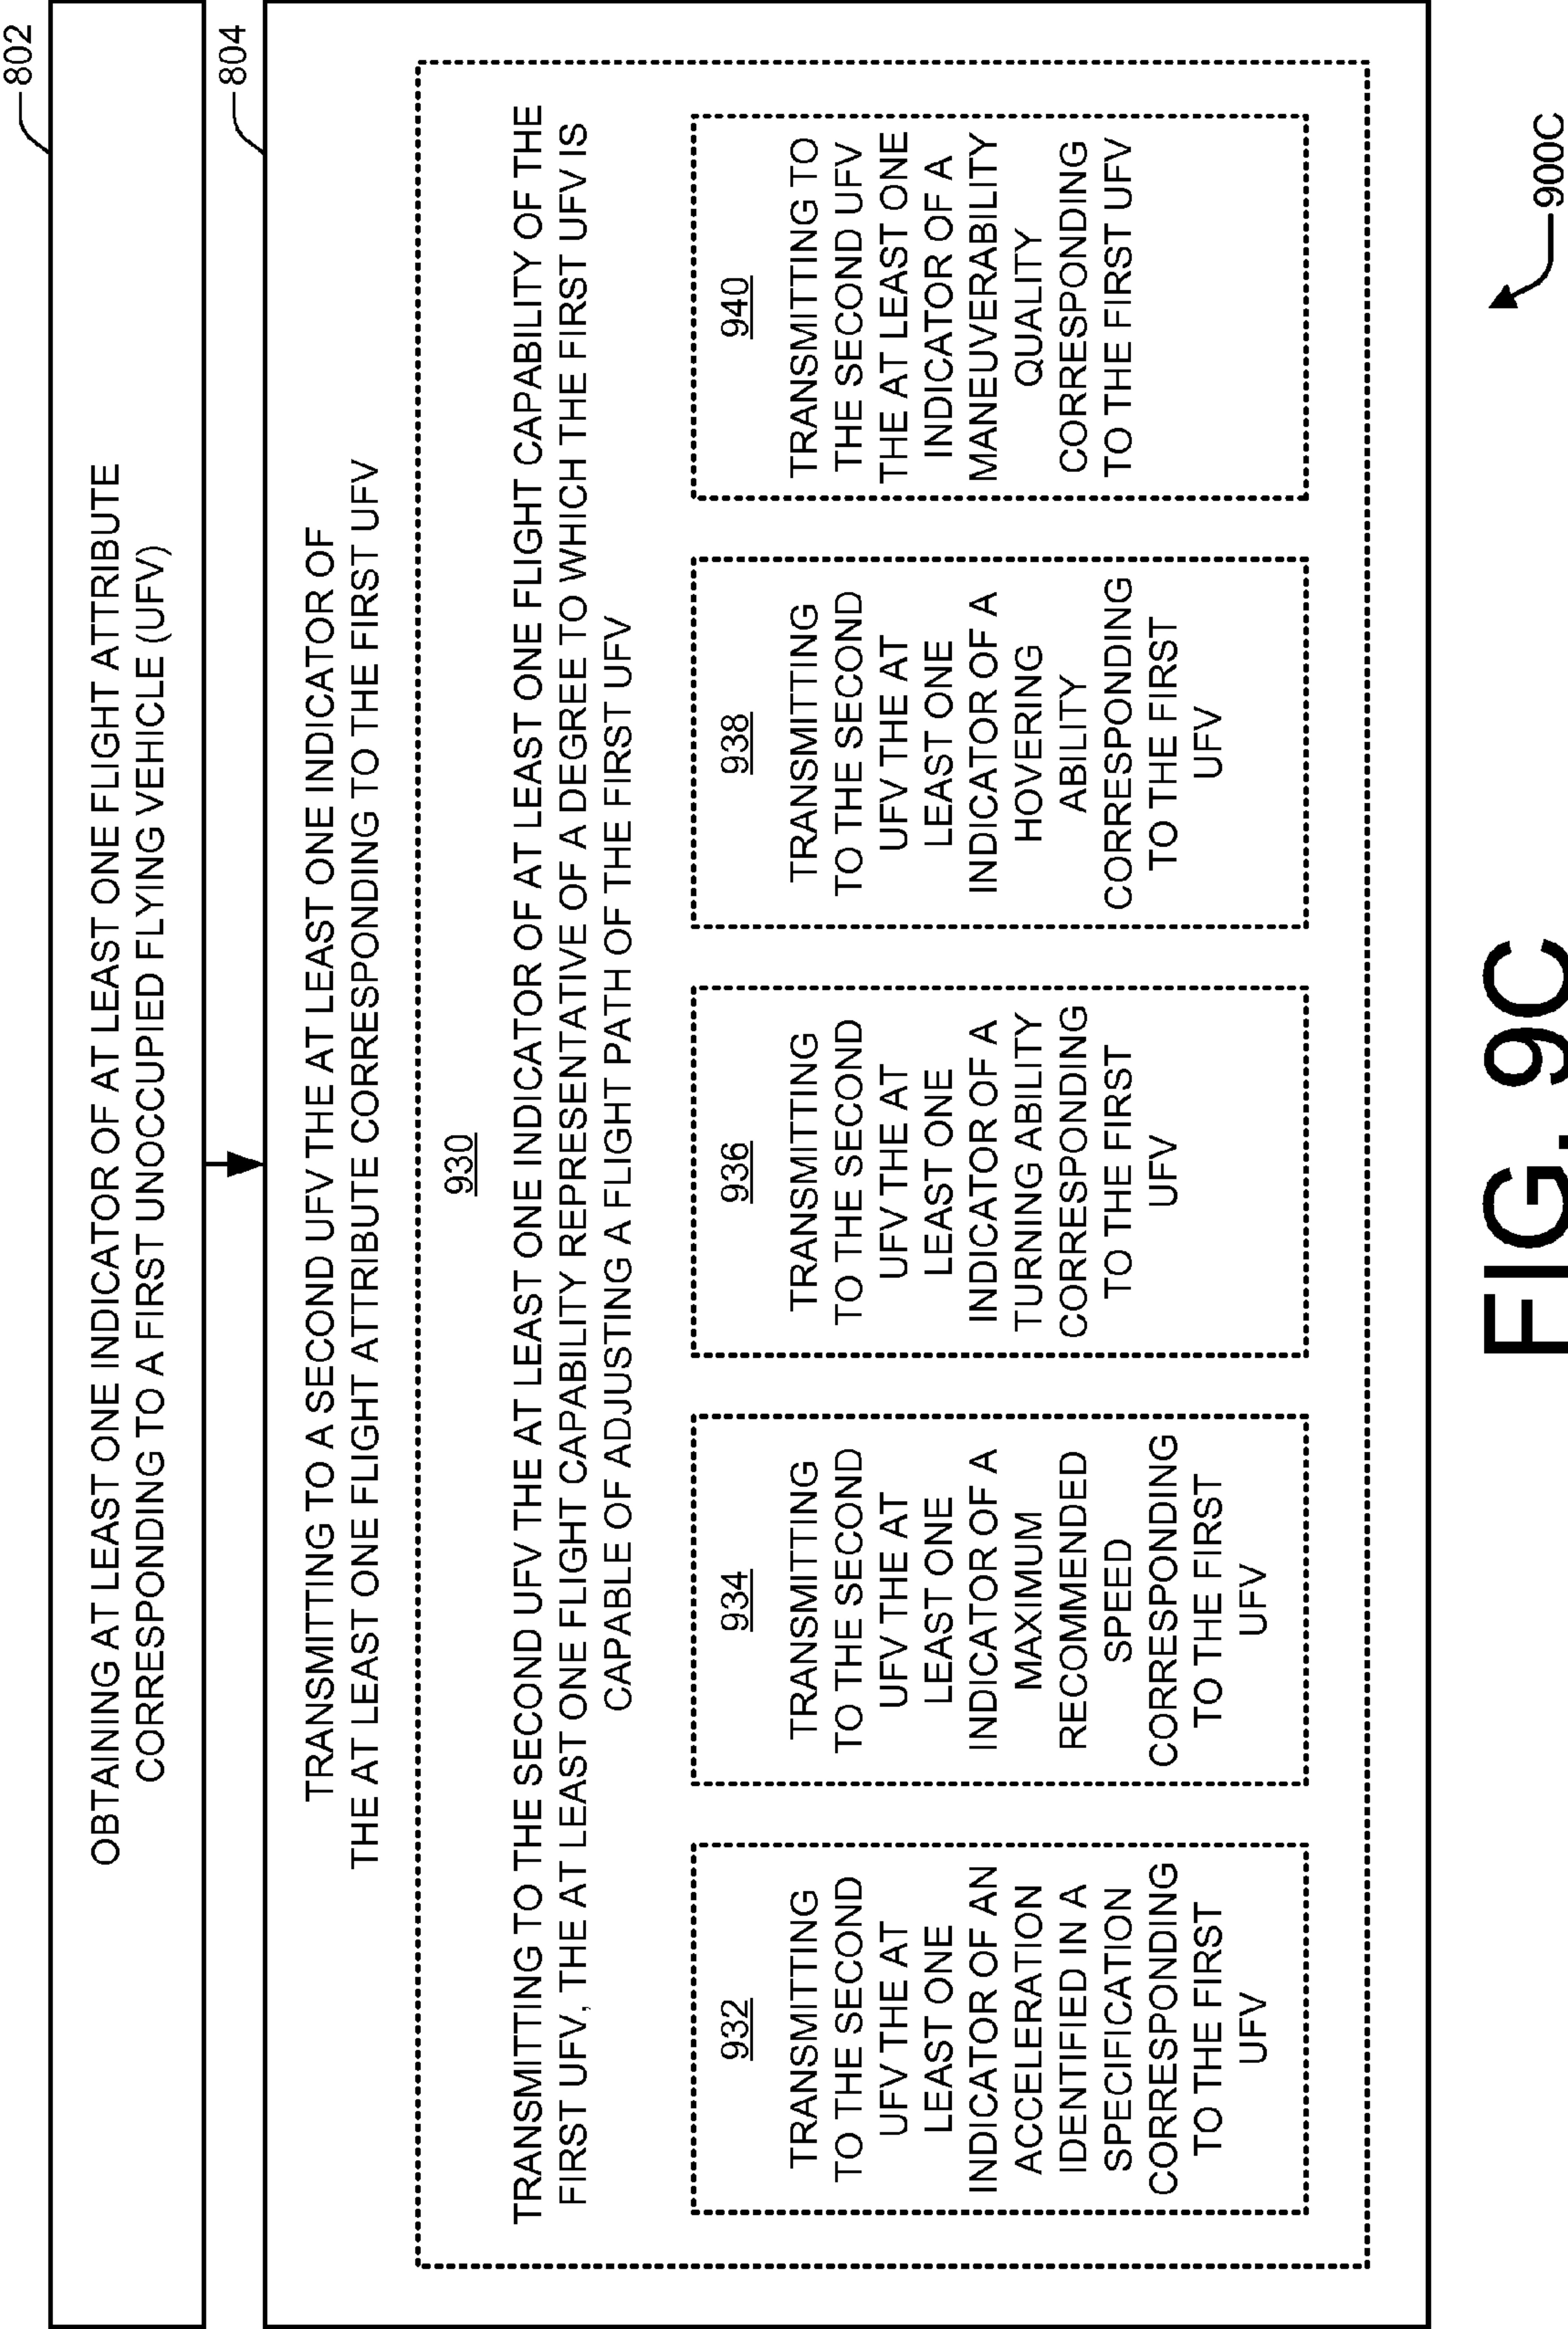 802
OBTAINING AT LEAST ONE INDICATOR OF AT LEAST ONE FLIGHT ATTRIBUTE
CORRESPONDING TO A FIRST UNOCCUPIED FLYING VEHICLE (UFV)
804
TRANSMITTING TO A SECOND UFV THE AT LEAST ONE INDICATOR OF
THE AT LEAST ONE FLIGHT ATTRIBUTE CORRESPONDING TO THE FIRST UFV
930
TRANSMITTING TO THE SECOND UFV THE AT LEAST ONE INDICATOR OF AT LEAST ONE FLIGHT CAPABILITY OF THE
FIRST UFV, THE AT LEAST ONE FLIGHT CAPABILITY REPRESENTATIVE OF A DEGREE TO WHICH THE FIRST UFV IS
CAPABLE OF ADJUSTING A FLIGHT PATH OF THE FIRST UFV
932
TRANSMITTING
TO THE SECOND
UFV THE AT
LEAST ONE
INDICATOR OF AN
ACCELERATION
IDENTIFIED IN A
SPECIFICATION
CORRESPONDING
TO THE FIRST
UFV
934
TRANSMITTING
TO THE SECOND
UFV THE AT
LEAST ONE
INDICATOR OF A
MAXIMUM
RECOMMENDED
SPEED
CORRESPONDING
TO THE FIRST
UFV
936
TRANSMITTING
TO THE SECOND
UFV THE AT
LEAST ONE
INDICATOR OF A
TURNING ABILITY
CORRESPONDING
TO THE FIRST
UFV
938
TRANSMITTING
TO THE SECOND
UFV THE AT
LEAST ONE
INDICATOR OF A
HOVERING
ABILITY
CORRESPONDING
TO THE FIRST
UFV
940
TRANSMITTING TO
THE SECOND UFV
THE AT LEAST ONE
INDICATOR OF A
MANEUVERABILITY
QUALITY
CORRESPONDING
TO THE FIRST UFV
FIG. 9C
900C